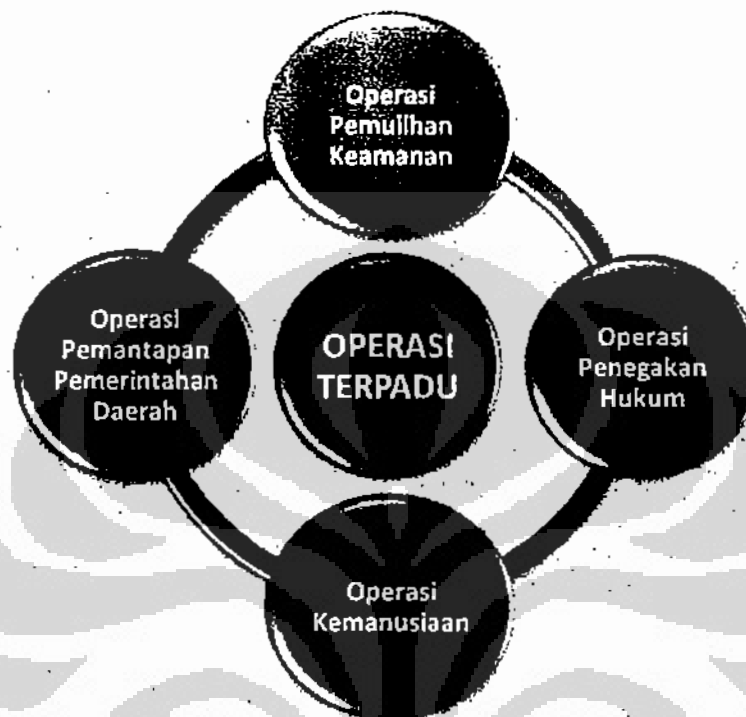 Operasi
Pemulihan
Keamanan
Operasi
Pemantapan
Pemerintahan
Daerah
OPERASI
TERPADU
Operasi
Penegakan
Hukum
Operasi
Kemanusiaan